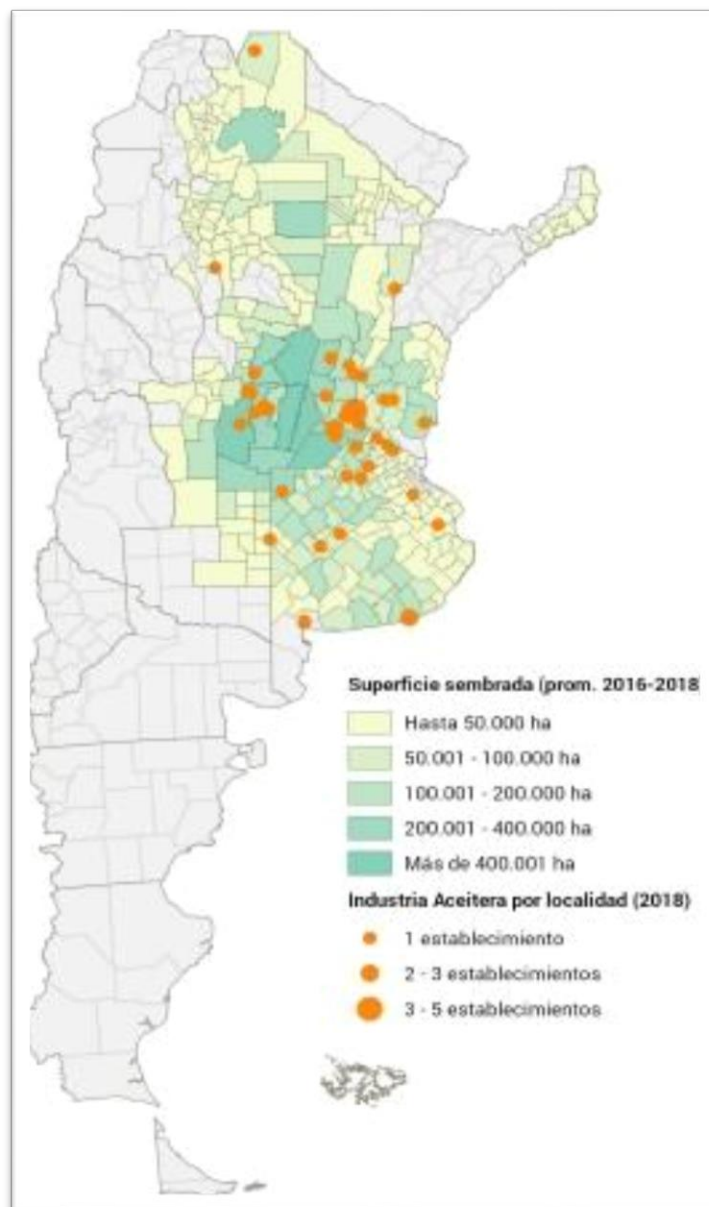 Superficie sembrada (prom. 2016-2018
Hasta 50.000 ha
50.001 - 100.000 ha
100.001 - 200.000 ha
200.001 - 400.000 ha
Más de 400.001 ha
Industria Aceitera por localidad (2018)
1 establecimiento
2 - 3 establecimientos
3 - 5 establecimientos